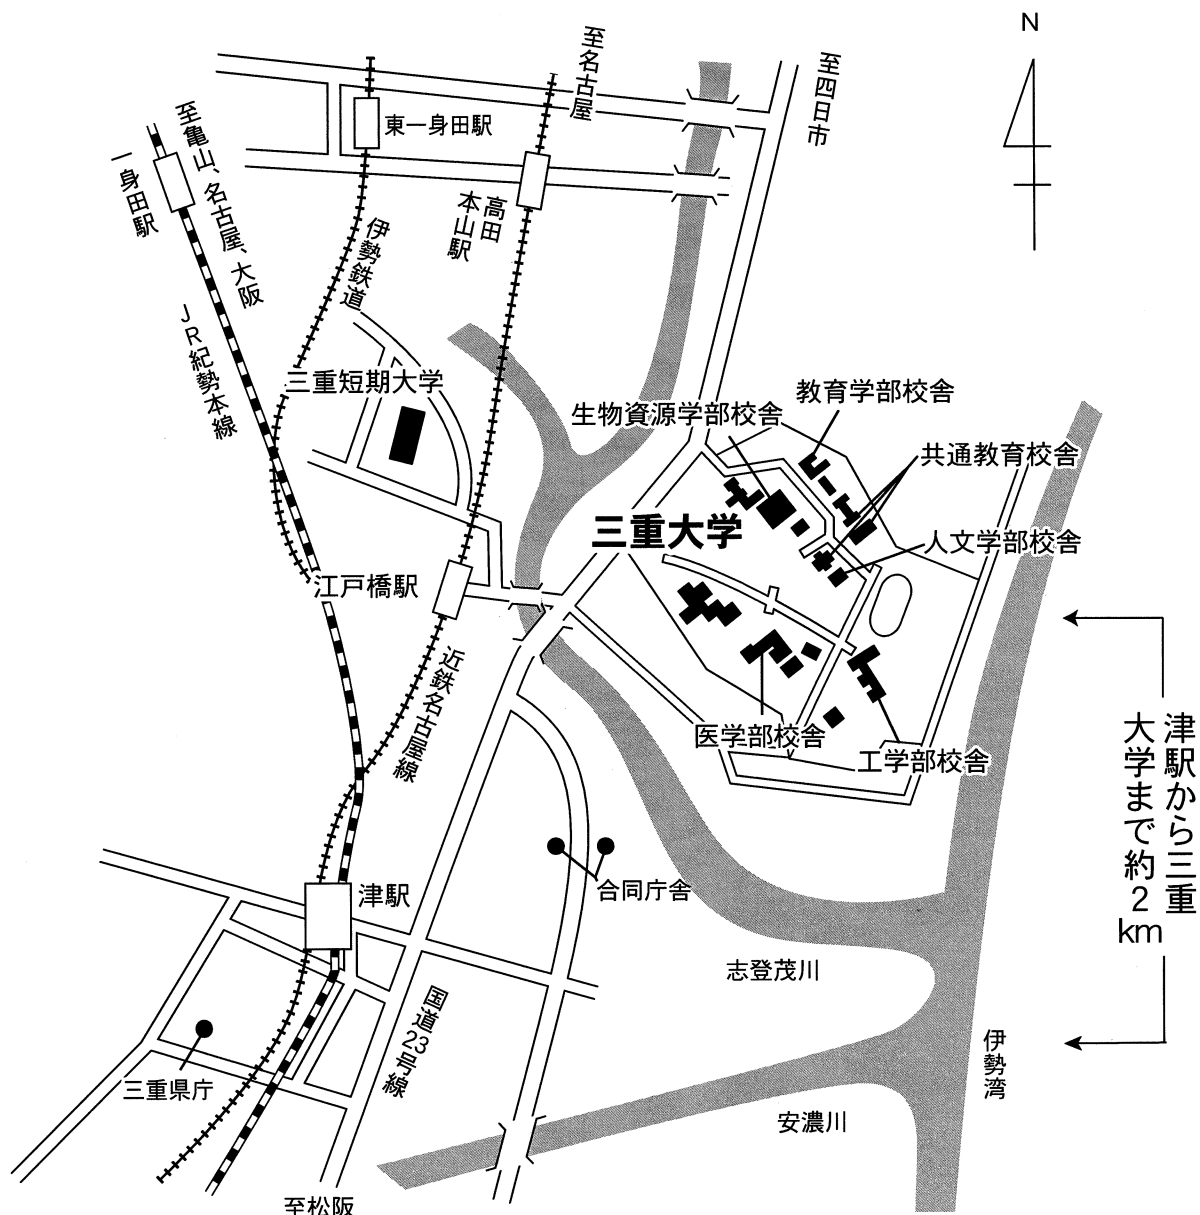 N
至名古屋
至四日市
至亀山、名古屋、大阪
東一身田駅
一身田駅
高田
本山駅
伊勢鉄道
JR紀勢本線
三重短期大学
教育学部校舎
生物資源学部校舎
共通教育校舎
三重大学
人文学部校舎
江戸橋駅
近鉄名古屋線
医学部校舎
工学部校舎
津駅から三重
大学まで約2km
津駅
合同庁舎
志登茂川
国道23号線
伊勢湾
三重県庁
安濃川
至松阪